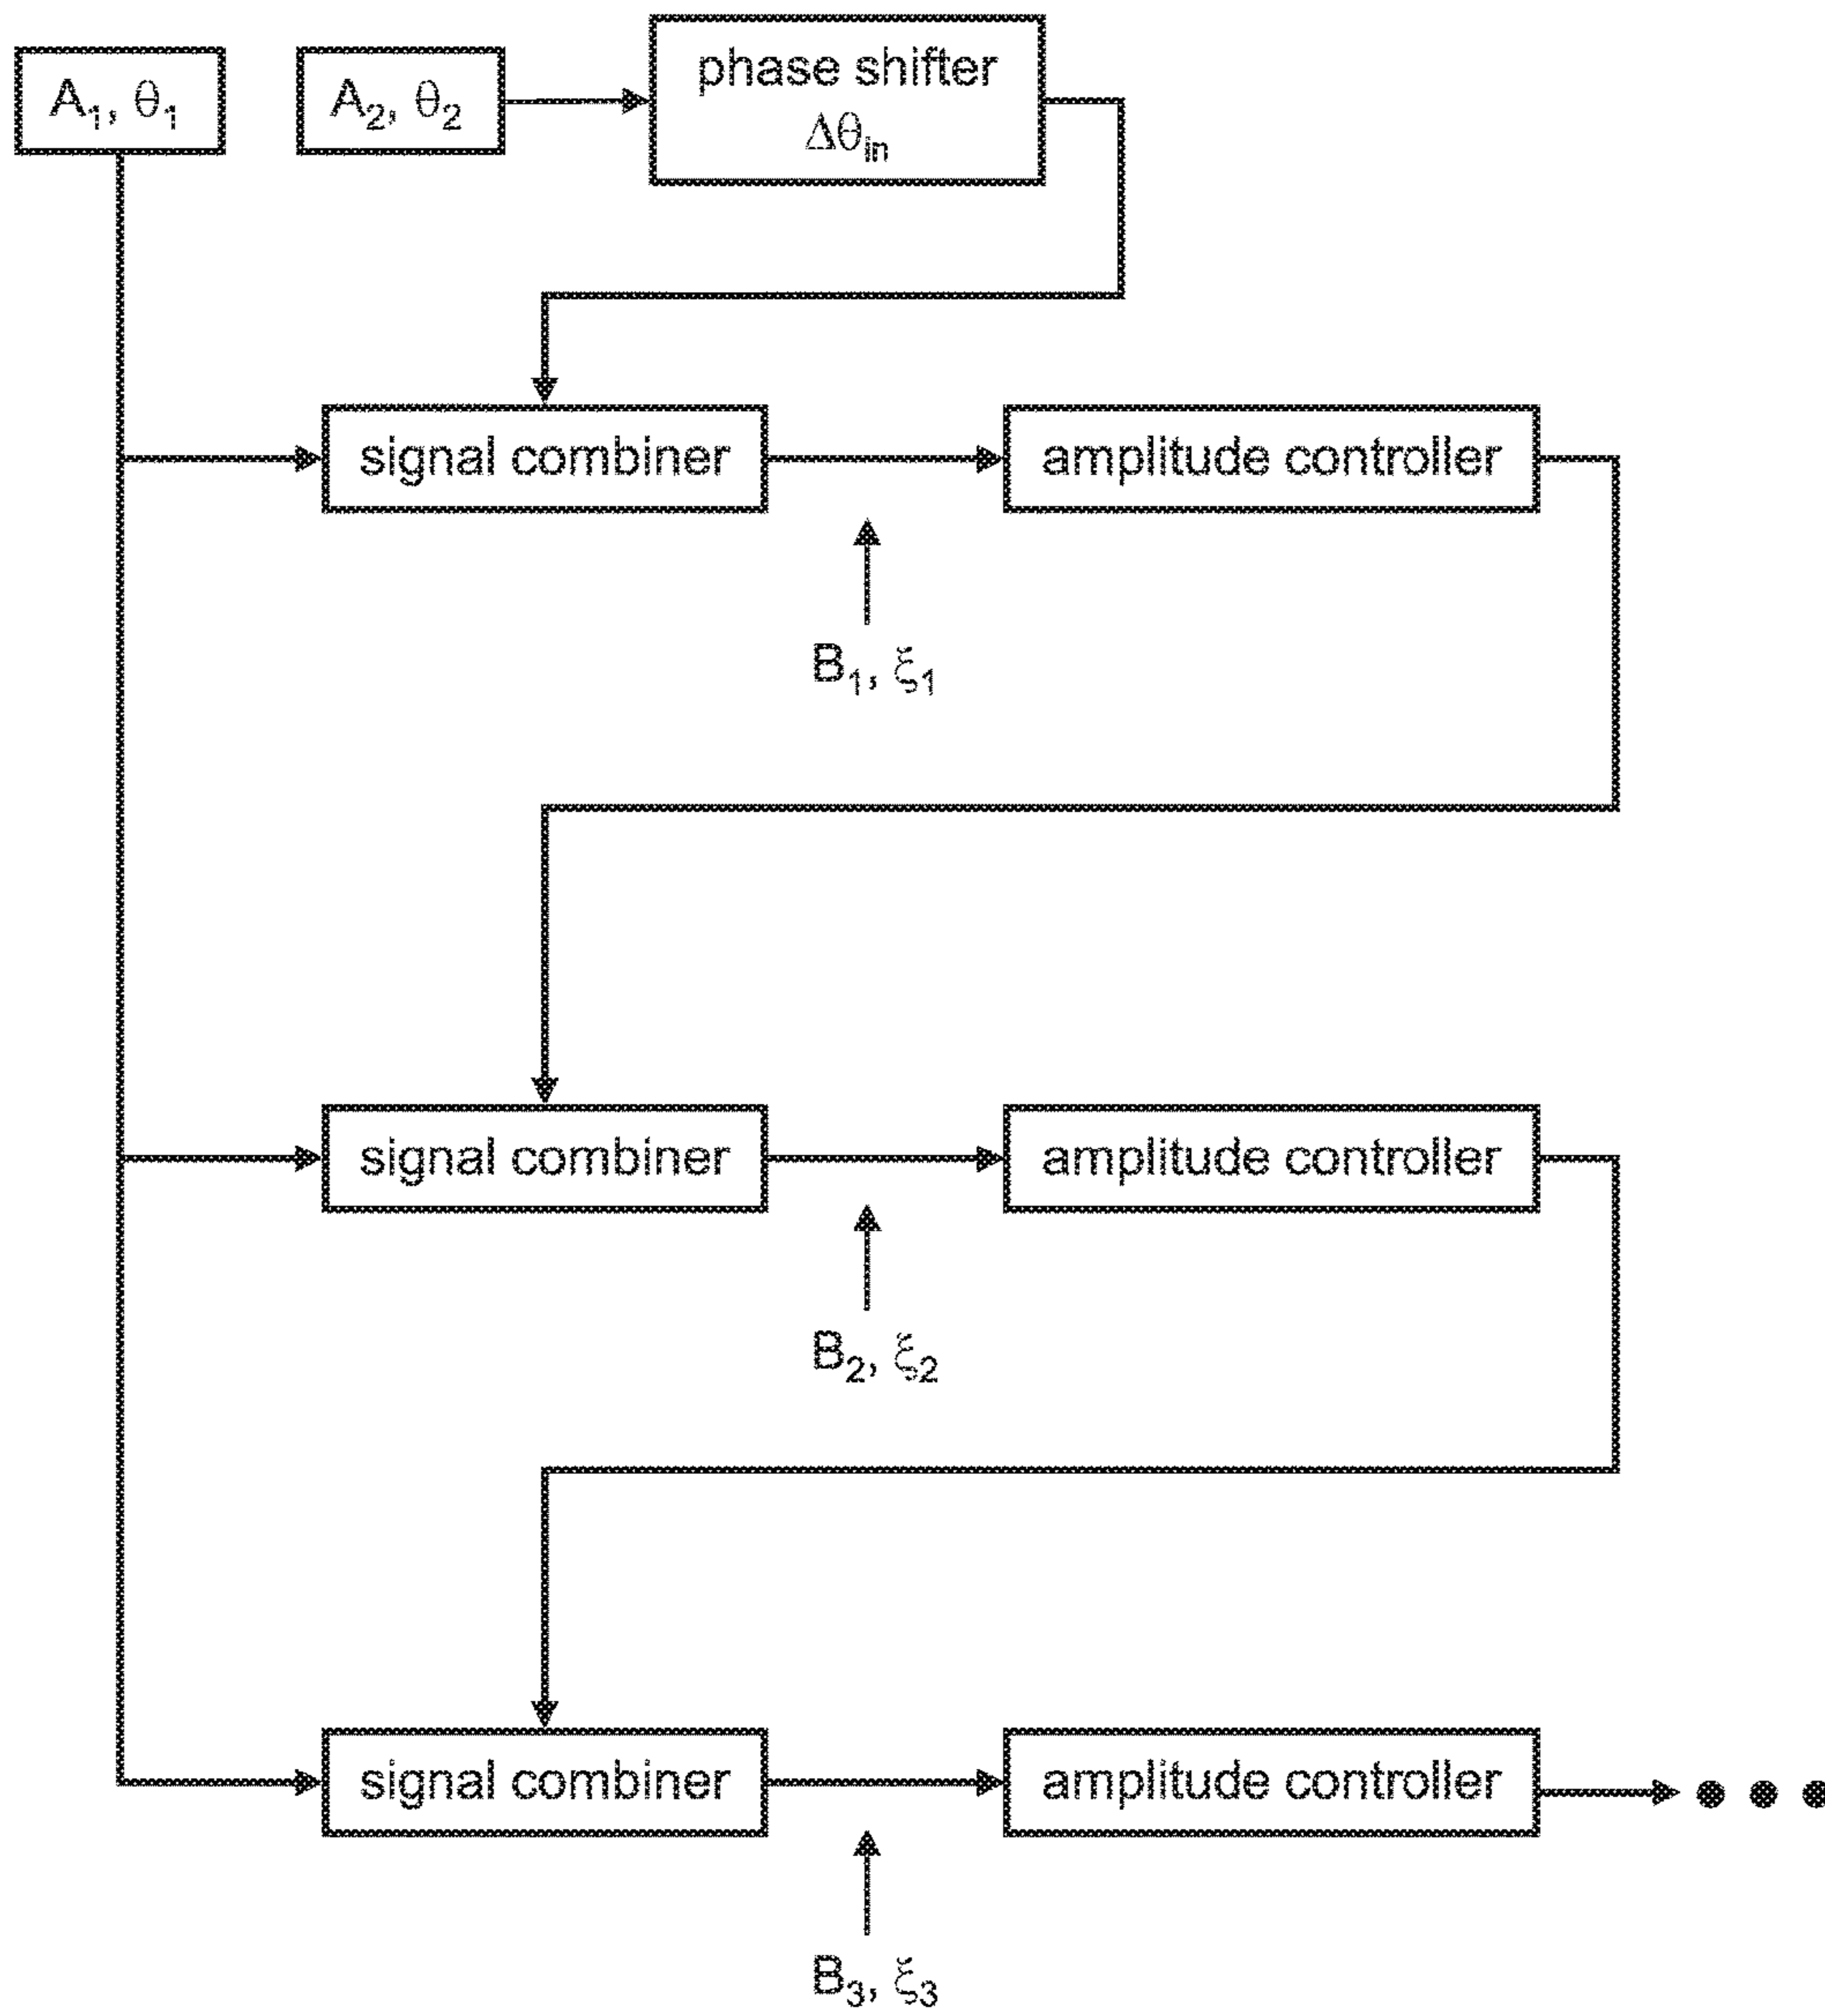 A₁, θ₁
A₂, θ₂
phase shifter
Δθᵢₙ
signal combiner
amplitude controller
B₁, ξ₁
signal combiner
amplitude controller
B₂, ξ₂
signal combiner
amplitude controller
B₃, ξ₃